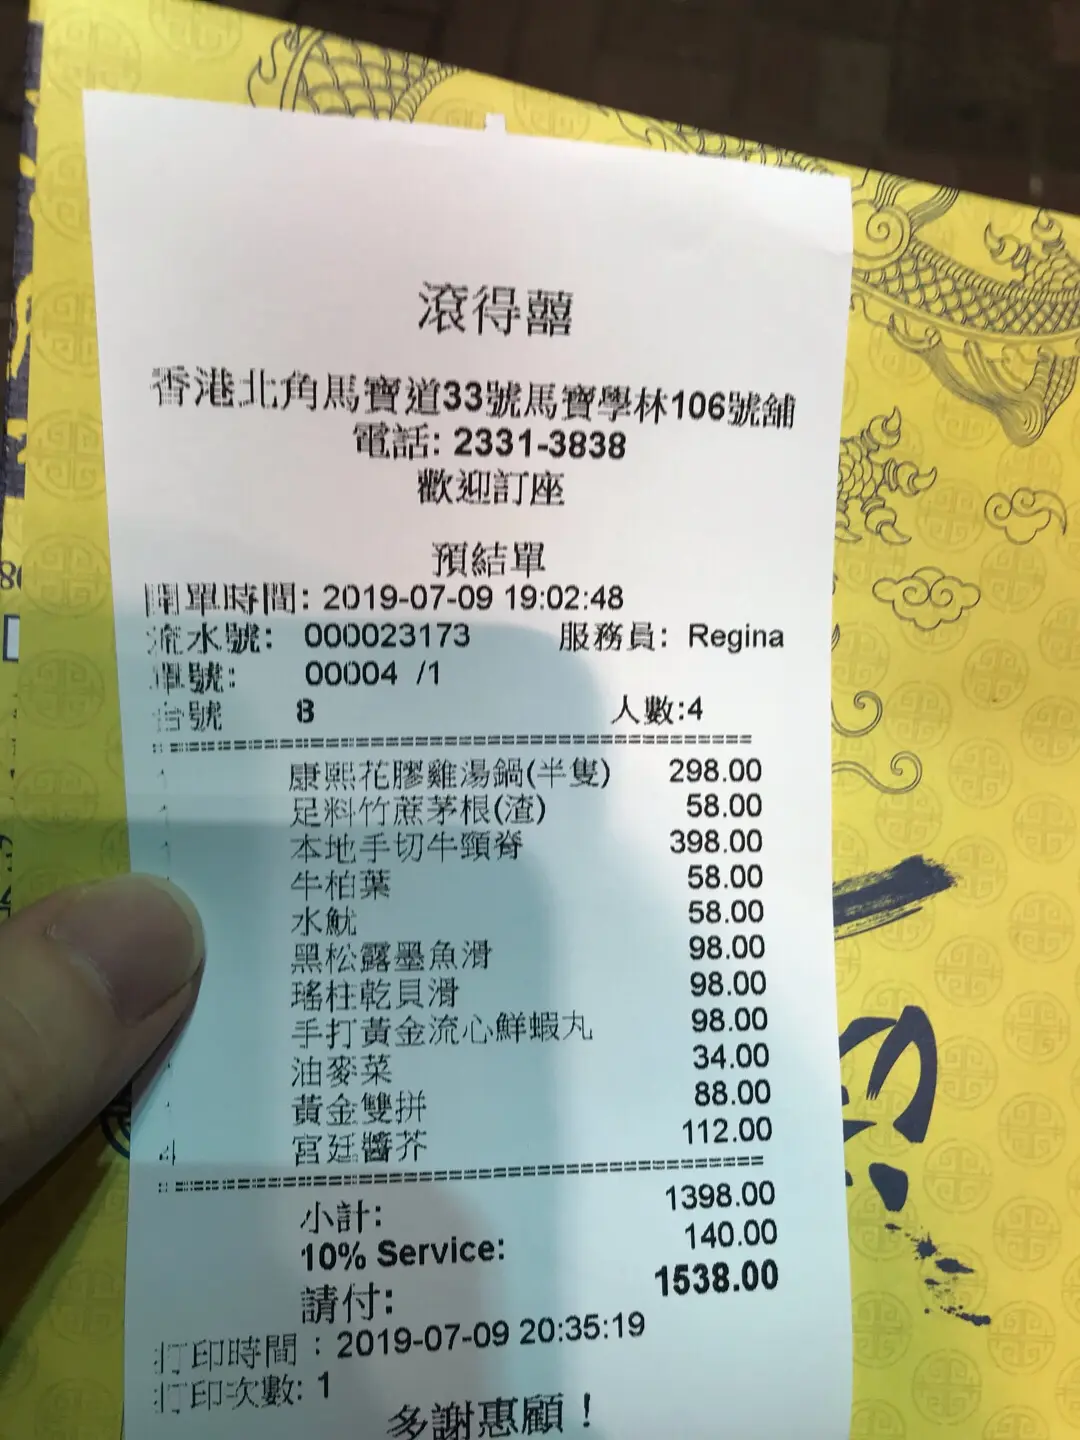 滾得囍
香港北角馬寶道33號馬寶學林106號舖
電話: 2331-3838
歡迎訂座
預結單
開單時間: 2019-07-09 19:02:48
流水號: 000023173 服務員: Regina
單號: 00004 /1
台號 8 人數:4
康熙花膠雞湯鍋(半隻) 298.00
足料竹蔗茅根(渣) 58.00
本地手切牛頸脊 398.00
牛柏葉 58.00
水魷 58.00
黑松露墨魚滑 98.00
瑤柱乾貝滑 98.00
手打黃金流心鮮蝦丸 98.00
油麥菜 34.00
黃金雙拼 88.00
4 宮廷醬芥 112.00
小計: 1398.00
10% Service: 140.00
請付: 1538.00
打印時間: 2019-07-09 20:35:19
打印次數: 1
多謝惠顧!